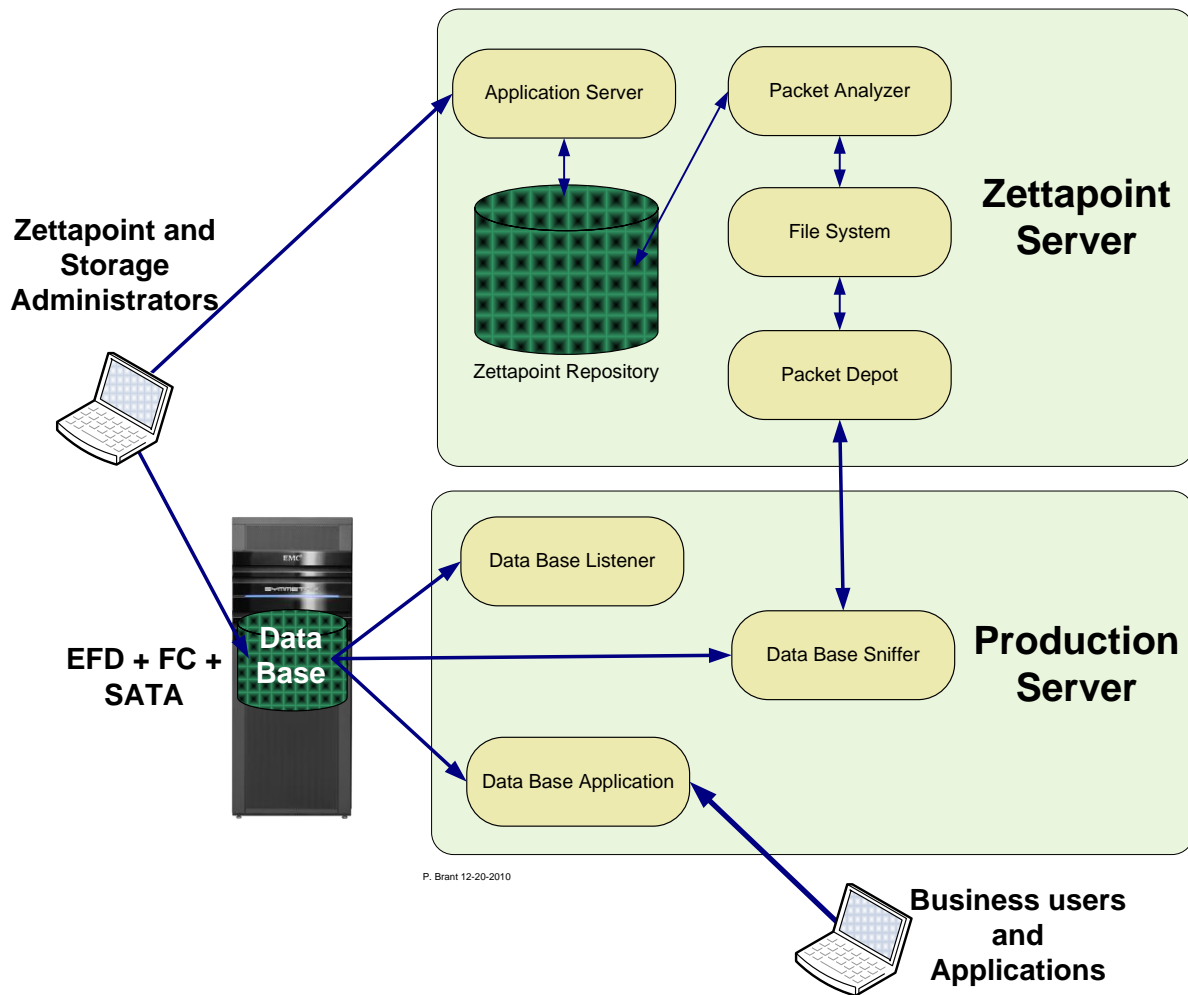 Application Server
Packet Analyzer
Zettapoint
Server
File System
Zettapoint and
Storage
Administrators
Zettapoint Repository
Packet Depot
EMC²
SYMMETRIX
Data Base Listener
Data
Base
EFD + FC +
SATA
Data Base Sniffer
Production
Server
Data Base Application
P. Brant 12-20-2010
Business users
and
Applications